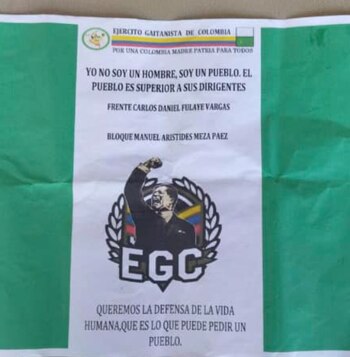 EJERCITO GAITANISTA DE COLOMBIA
POR UNA COLOMBIA MADRE PATRIA PARA TODOS
YO NO SOY UN HOMBRE, SOY UN PUEBLO. EL
PUEBLO ES SUPERIOR A SUS DIRIGENTES
FRENTE CARLOS DANIEL FULAYE VARGAS
BLOQUE MANUEL ARISTIDES MEZA PAEZ
EGC
QUEREMOS LA DEFENSA DE LA VIDA
HUMANA,QUE ES LO QUE PUEDE PEDIR UN
PUEBLO.